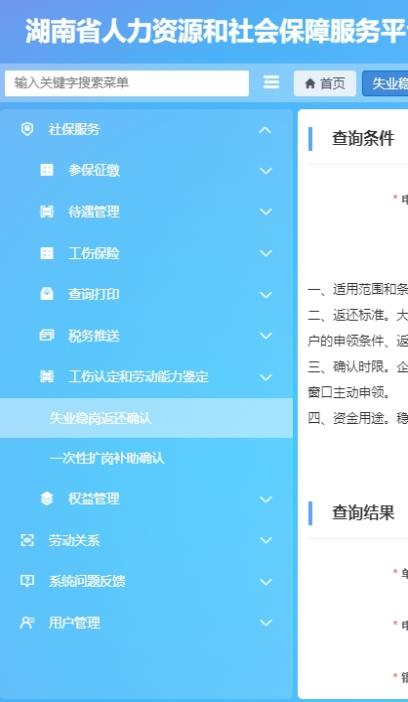 湖南省人力资源和社会保障服务平
输入关键字搜索菜单
首页
失业稳
社保服务
参保征缴
待遇管理
工伤保险
查询打印
税务推送
工伤认定和劳动能力鉴定
失业稳岗返还确认
一次性扩岗补助确认
权益管理
劳动关系
系统问题反馈
用户管理
查询条件
*
一、适用范围和条
二、返还标准。大
户的申领条件、返
三、确认时限。企
窗口主动申领。
四、资金用途。稳
查询结果
* 单
* 申
* 银